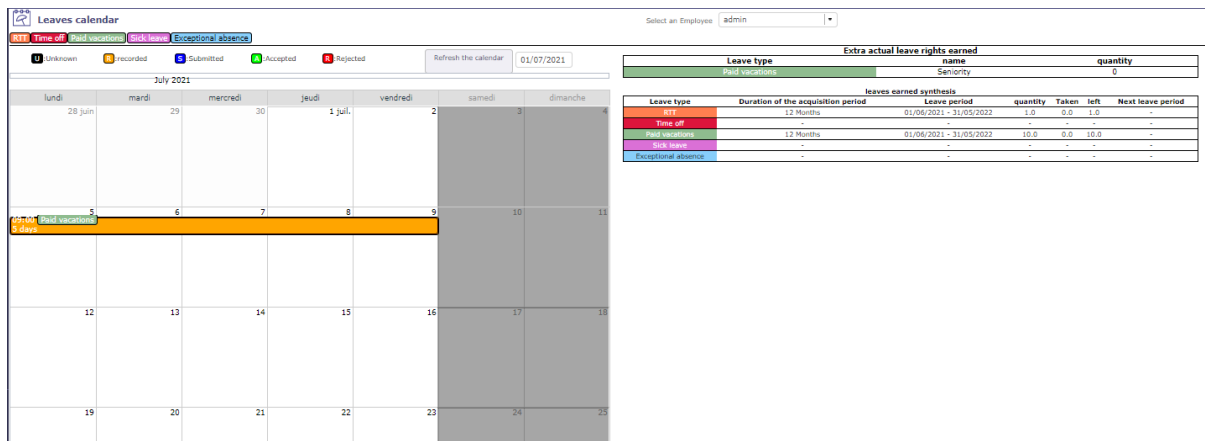 Leaves calendar
Select an Employee admin
RTT Time off Paid vacations Sick leave Exceptional absence
U :Unknown R :recorded S :Submitted A :Accepted R :Rejected
Refresh the calendar 01/07/2021
July 2021
lundi mardi mercredi jeudi vendredi samedi dimanche
28 juin 29 30 1 juil. 2 3 4
5 6 7 8 9 10 11
09:00 Paid vacations
5 days
12 13 14 15 16 17 18
19 20 21 22 23 24 25
Extra actual leave rights earned
Leave type name quantity
Paid vacations Seniority 0
leaves earned synthesis
Leave type Duration of the acquisition period Leave period quantity Taken left Next leave period
RTT 12 Months 01/06/2021 - 31/05/2022 1.0 0.0 1.0 -
Time off - - - - - -
Paid vacations 12 Months 01/06/2021 - 31/05/2022 10.0 0.0 10.0 -
Sick leave - - - - - -
Exceptional absence - - - - - -